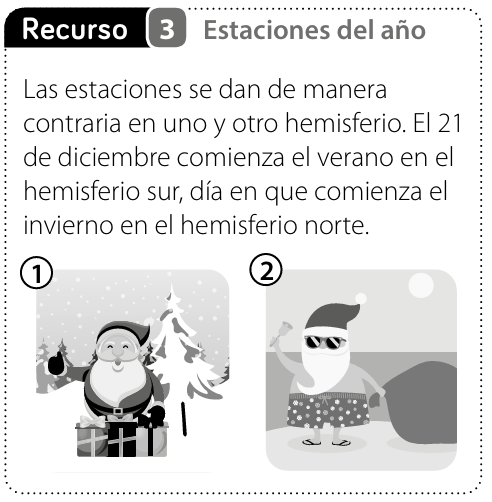 Recurso 3 Estaciones del año
Las estaciones se dan de manera
contraria en uno y otro hemisferio. El 21
de diciembre comienza el verano en el
hemisferio sur, día en que comienza el
invierno en el hemisferio norte.
1 2